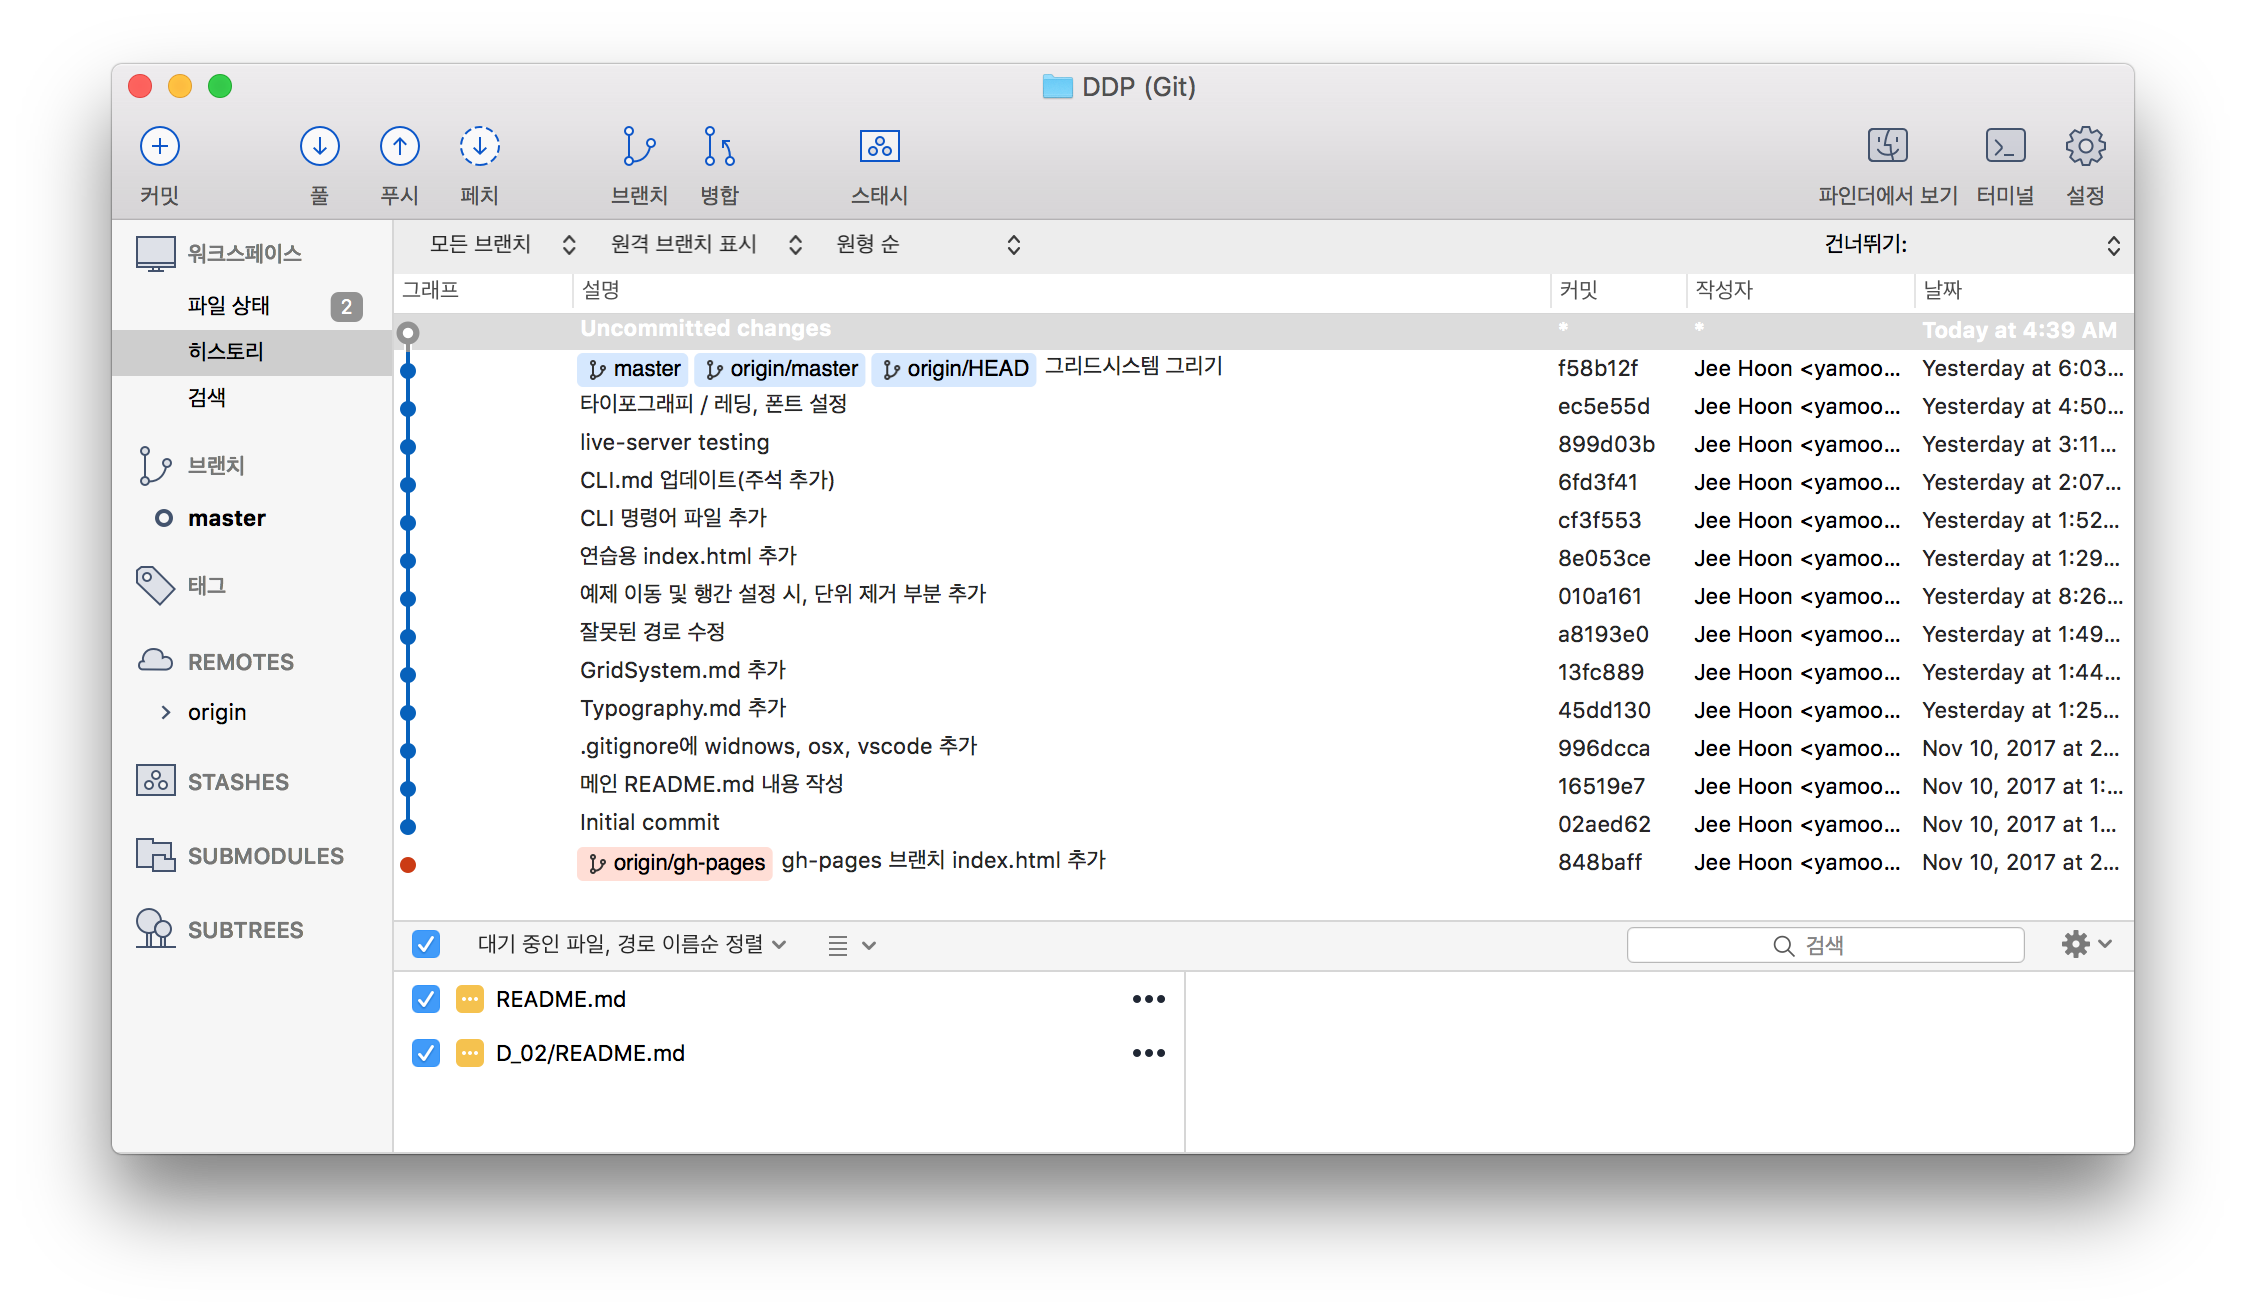 DDP (Git)
커밋 풀 푸시 페치 브랜치 병합 스태시 파인더에서 보기 터미널 설정
워크스페이스
파일 상태 2
히스토리
검색
브랜치
master
태그
REMOTES
origin
STASHES
SUBMODULES
SUBTREES
모든 브랜치 원격 브랜치 표시 원형 순 건너뛰기:
그래프 설명 커밋 작성자 날짜
Uncommitted changes * * Today at 4:39 AM
master origin/master origin/HEAD 그리드시스템 그리기 f58b12f Jee Hoon <yamoo... Yesterday at 6:03...
타이포그래피 / 레딩, 폰트 설정 ec5e55d Jee Hoon <yamoo... Yesterday at 4:50...
live-server testing 899d03b Jee Hoon <yamoo... Yesterday at 3:11...
CLI.md 업데이트(주석 추가) 6fd3f41 Jee Hoon <yamoo... Yesterday at 2:07...
CLI 명령어 파일 추가 cf3f553 Jee Hoon <yamoo... Yesterday at 1:52...
연습용 index.html 추가 8e053ce Jee Hoon <yamoo... Yesterday at 1:29...
예제 이동 및 행간 설정 시, 단위 제거 부분 추가 010a161 Jee Hoon <yamoo... Yesterday at 8:26...
잘못된 경로 수정 a8193e0 Jee Hoon <yamoo... Yesterday at 1:49...
GridSystem.md 추가 13fc889 Jee Hoon <yamoo... Yesterday at 1:44...
Typography.md 추가 45dd130 Jee Hoon <yamoo... Yesterday at 1:25...
.gitignore에 widnows, osx, vscode 추가 996dcca Jee Hoon <yamoo... Nov 10, 2017 at 2...
메인 README.md 내용 작성 16519e7 Jee Hoon <yamoo... Nov 10, 2017 at 1:...
Initial commit 02aed62 Jee Hoon <yamoo... Nov 10, 2017 at 1...
origin/gh-pages gh-pages 브랜치 index.html 추가 848baff Jee Hoon <yamoo... Nov 10, 2017 at 2...
대기 중인 파일, 경로 이름순 정렬 검색
README.md
D_02/README.md